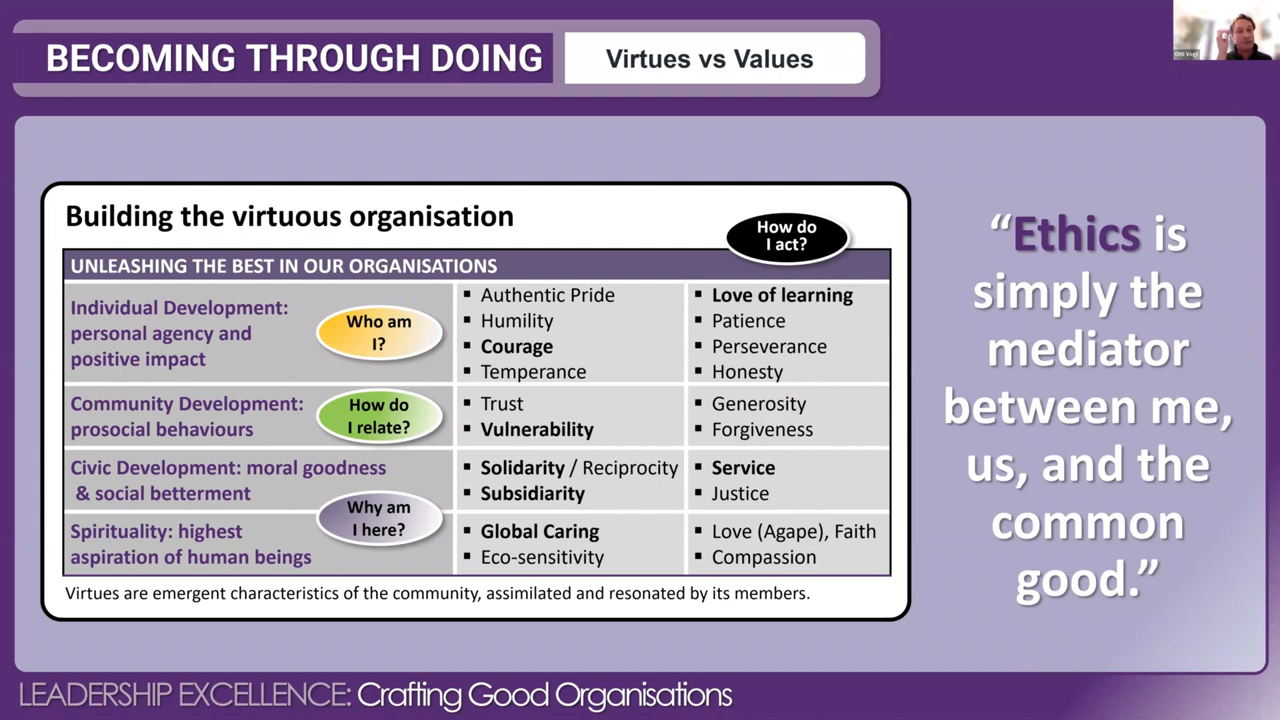 BECOMING THROUGH DOING
Virtues vs Values
Otti Vogt
Building the virtuous organisation
How do
I act?
UNLEASHING THE BEST IN OUR ORGANISATIONS
Individual Development:
personal agency and
positive impact
Who am
I?
▪ Authentic Pride
▪ Humility
▪ Courage
▪ Temperance
▪ Love of learning
▪ Patience
▪ Perseverance
▪ Honesty
Community Development:
prosocial behaviours
How do
I relate?
▪ Trust
▪ Vulnerability
▪ Generosity
▪ Forgiveness
Civic Development: moral goodness
& social betterment
Why am
I here?
▪ Solidarity / Reciprocity
▪ Subsidiarity
▪ Service
▪ Justice
Spirituality: highest
aspiration of human beings
▪ Global Caring
▪ Eco-sensitivity
▪ Love (Agape), Faith
▪ Compassion
Virtues are emergent characteristics of the community, assimilated and resonated by its members.
“Ethics is
simply the
mediator
between me,
us, and the
common
good.”
LEADERSHIP EXCELLENCE: Crafting Good Organisations